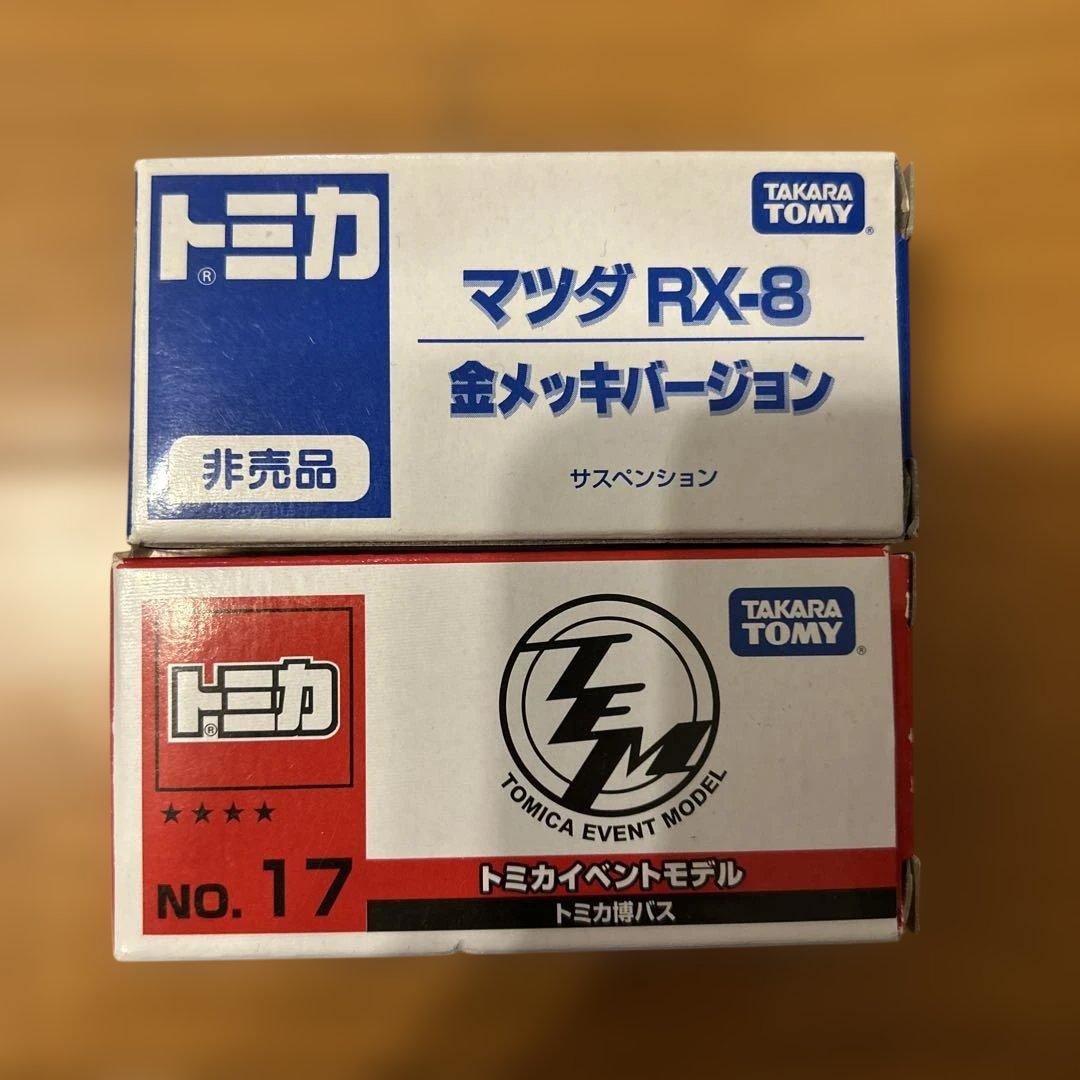 トミカ®
TAKARA
TOMY®
マツダ RX-8
金メッキバージョン
非売品
サスペンション
トミカ®
TAKARA
TOMY®
TEM
TOMICA EVENT MODEL
★★★★
NO. 17
トミカイベントモデル
トミカ博バス